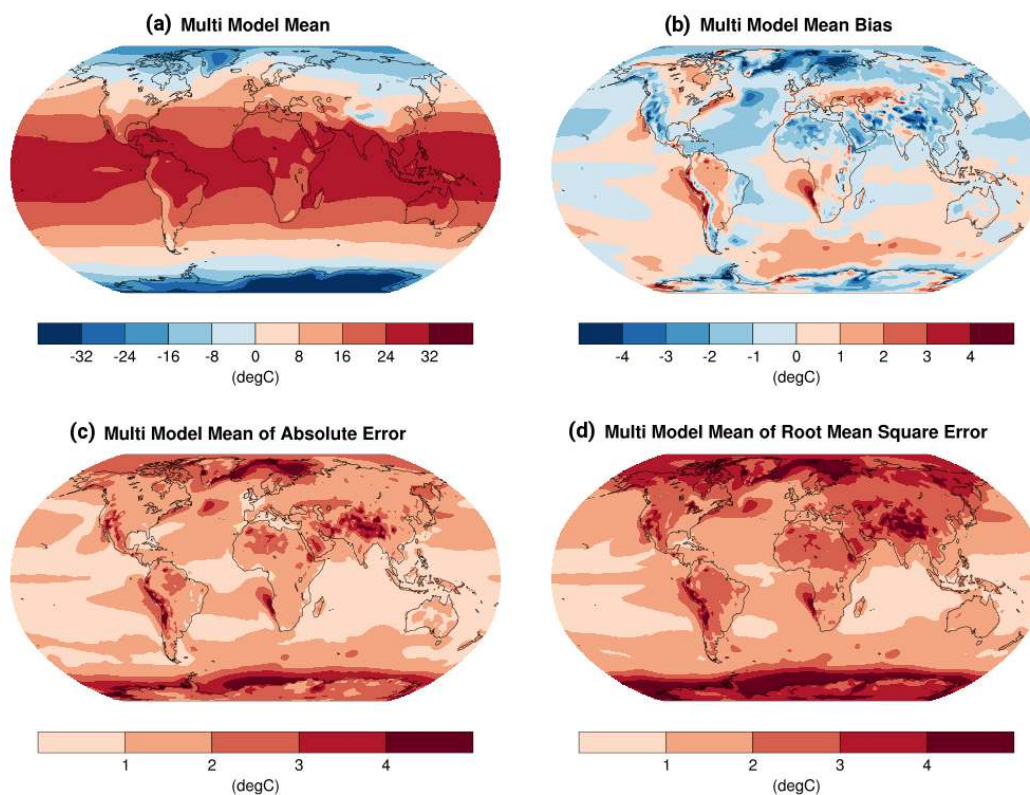 (a) Multi Model Mean
(b) Multi Model Mean Bias
-32 -24 -16 -8 0 8 16 24 32
(degC)
-4 -3 -2 -1 0 1 2 3 4
(degC)
(c) Multi Model Mean of Absolute Error
(d) Multi Model Mean of Root Mean Square Error
1 2 3 4
(degC)
1 2 3 4
(degC)